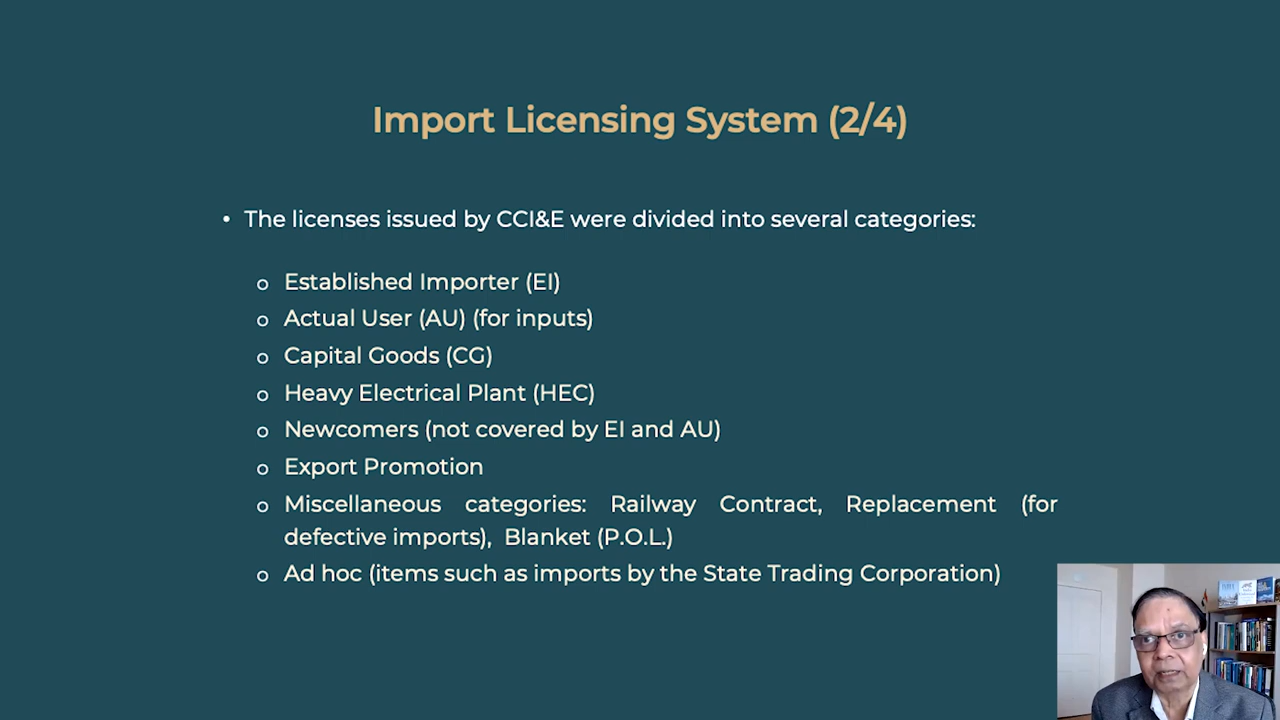 Import Licensing System (2/4)
• The licenses issued by CCI&E were divided into several categories:
o Established Importer (EI)
o Actual User (AU) (for inputs)
o Capital Goods (CG)
o Heavy Electrical Plant (HEC)
o Newcomers (not covered by EI and AU)
o Export Promotion
o Miscellaneous categories: Railway Contract, Replacement (for
defective imports), Blanket (P.O.L.)
o Ad hoc (items such as imports by the State Trading Corporation)